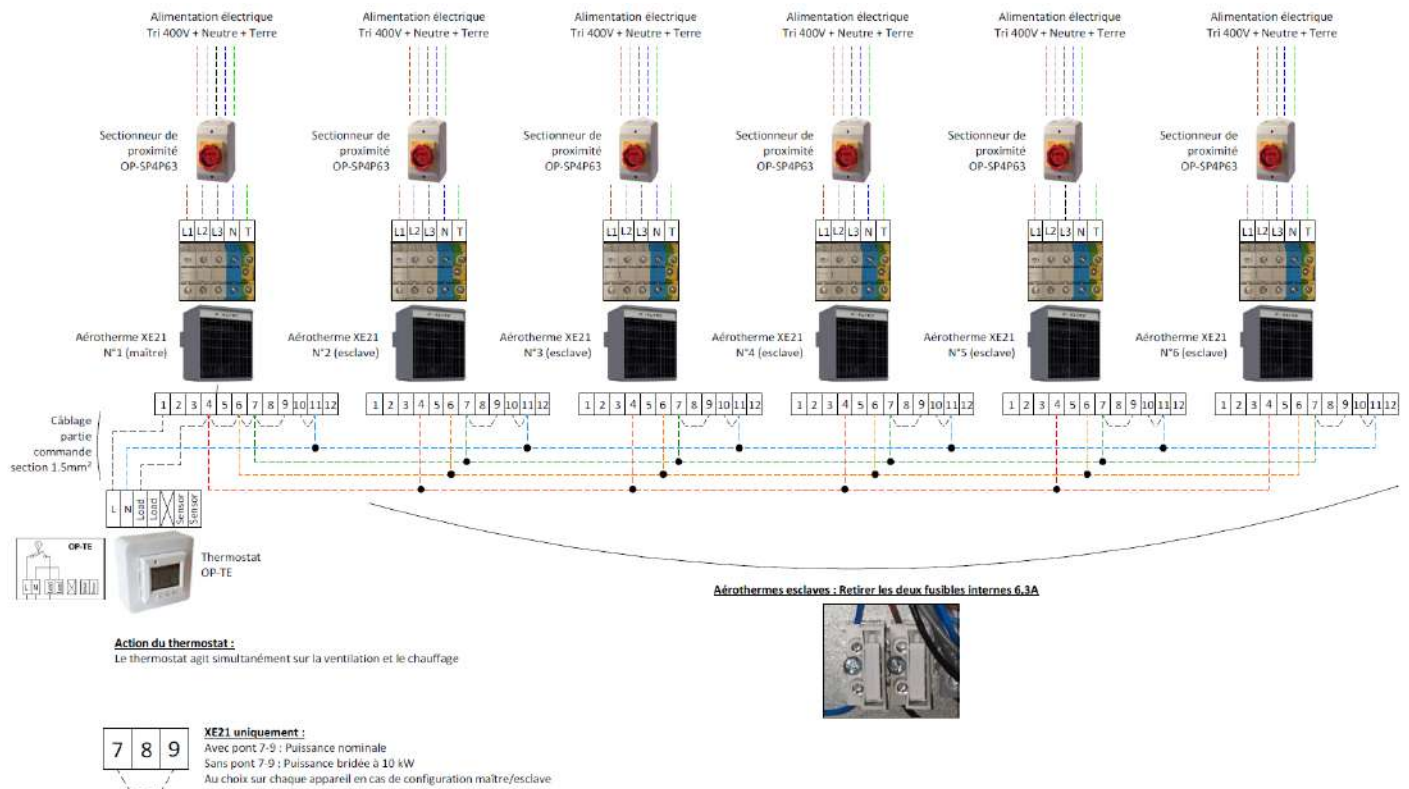 Alimentation électrique
Tri 400V + Neutre + Terre
Alimentation électrique
Tri 400V + Neutre + Terre
Alimentation électrique
Tri 400V + Neutre + Terre
Alimentation électrique
Tri 400V + Neutre + Terre
Alimentation électrique
Tri 400V + Neutre + Terre
Alimentation électrique
Tri 400V + Neutre + Terre
Sectionneur de
proximité
OP-SP4P63
Sectionneur de
proximité
OP-SP4P63
Sectionneur de
proximité
OP-SP4P63
Sectionneur de
proximité
OP-SP4P63
Sectionneur de
proximité
OP-SP4P63
Sectionneur de
proximité
OP-SP4P63
L1 L2 L3 N T
L1 L2 L3 N T
L1 L2 L3 N T
L1 L2 L3 N T
L1 L2 L3 N T
L1 L2 L3 N T
Aérotherme XE21
N°1 (maître)
Aérotherme XE21
N°2 (esclave)
Aérotherme XE21
N°3 (esclave)
Aérotherme XE21
N°4 (esclave)
Aérotherme XE21
N°5 (esclave)
Aérotherme XE21
N°6 (esclave)
1 2 3 4 5 6 7 8 9 10 11 12
1 2 3 4 5 6 7 8 9 10 11 12
1 2 3 4 5 6 7 8 9 10 11 12
1 2 3 4 5 6 7 8 9 10 11 12
1 2 3 4 5 6 7 8 9 10 11 12
1 2 3 4 5 6 7 8 9 10 11 12
Câblage
partie
commande
section 1.5mm²
L N Load Load Sensor Sensor
OP-TE
L N
Thermostat
OP-TE
Aérothermes esclaves : Retirer les deux fusibles internes 6,3A
Action du thermostat :
Le thermostat agit simultanément sur la ventilation et le chauffage
7 8 9
XE21 uniquement :
Avec pont 7-9 : Puissance nominale
Sans pont 7-9 : Puissance bridée à 10 kW
Au choix sur chaque appareil en cas de configuration maître/esclave